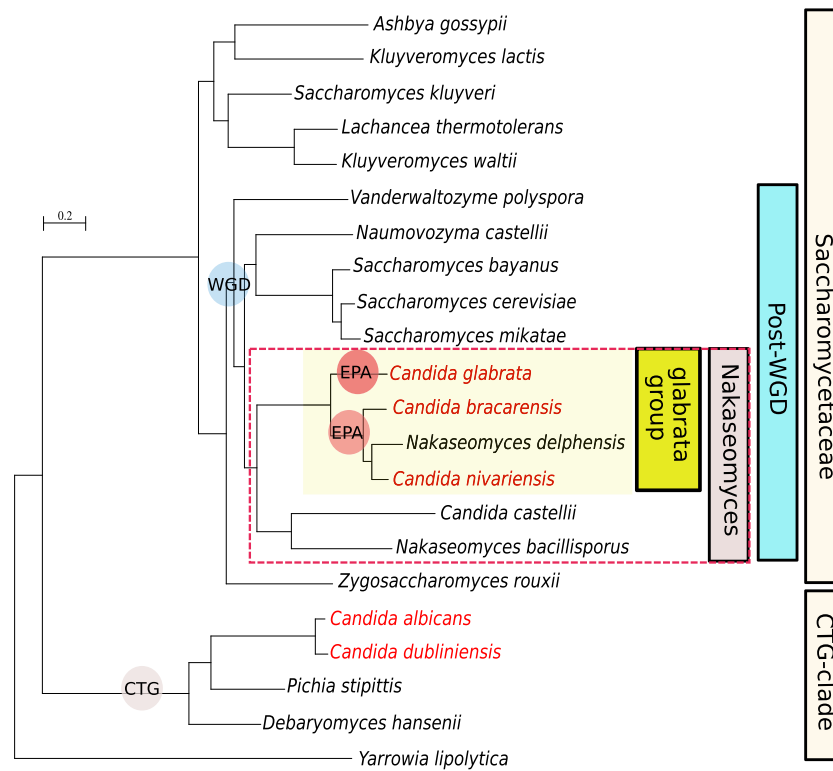 Ashbya gossypii
Kluyveromyces lactis
Saccharomyces kluyveri
Lachancea thermotolerans
Kluyveromyces waltii
Vanderwaltozyme polyspora
0.2
Naumovozyma castellii
Saccharomyces bayanus
WGD
Saccharomyces cerevisiae
Saccharomyces mikatae
EPA
Candida glabrata
Candida bracarensis
EPA
Nakaseomyces delphensis
Candida nivariensis
Candida castellii
Nakaseomyces bacillisporus
Zygosaccharomyces rouxii
Candida albicans
Candida dubliniensis
CTG
Pichia stipittis
Debaryomyces hansenii
Yarrowia lipolytica
glabrata
group
Nakaseomyces
Post-WGD
Saccharomycetaceae
CTG-clade